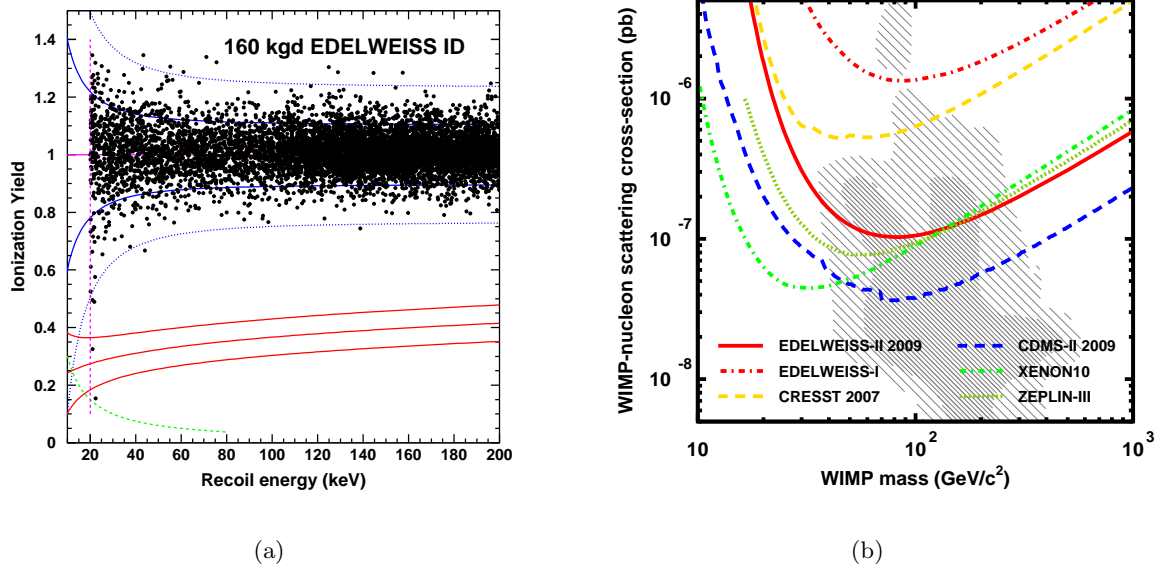 160 kgd EDELWEISS ID
Ionization Yield
1.4
1.2
1
0.8
0.6
0.4
0.2
0
20 40 60 80 100 120 140 160 180 200
Recoil energy (keV)
(a)
WIMP-nucleon scattering cross-section (pb)
10^-6
10^-7
10^-8
EDELWEISS-II 2009
EDELWEISS-I
CRESST 2007
CDMS-II 2009
XENON10
ZEPLIN-III
10 10^2 10^3
WIMP mass (GeV/c^2)
(b)